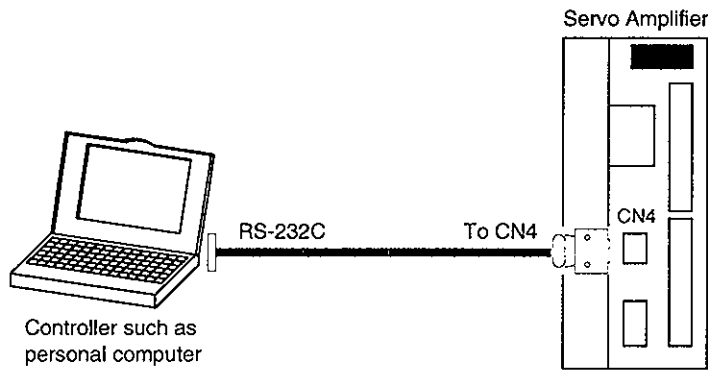 Servo Amplifier
CN4
RS-232C
To CN4
Controller such as
personal computer